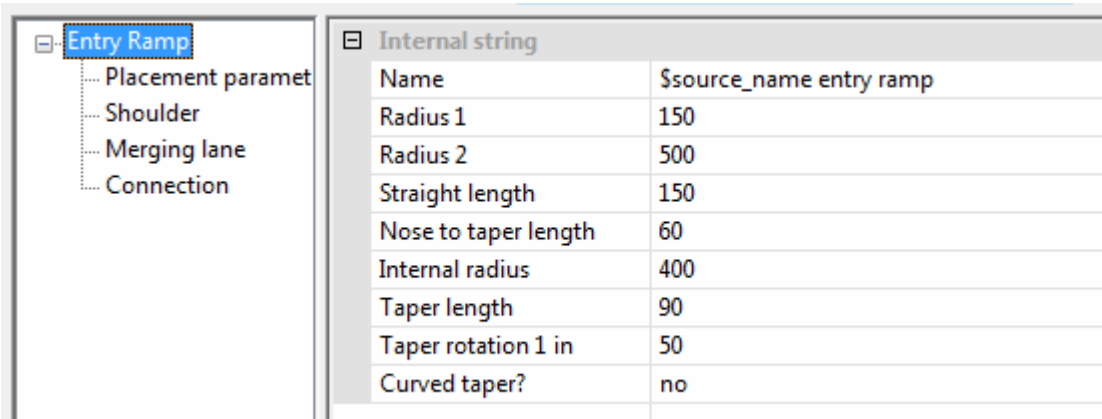 Entry Ramp
Placement paramet
Shoulder
Merging lane
Connection
Internal string
Name $source_name entry ramp
Radius 1 150
Radius 2 500
Straight length 150
Nose to taper length 60
Internal radius 400
Taper length 90
Taper rotation 1 in 50
Curved taper? no